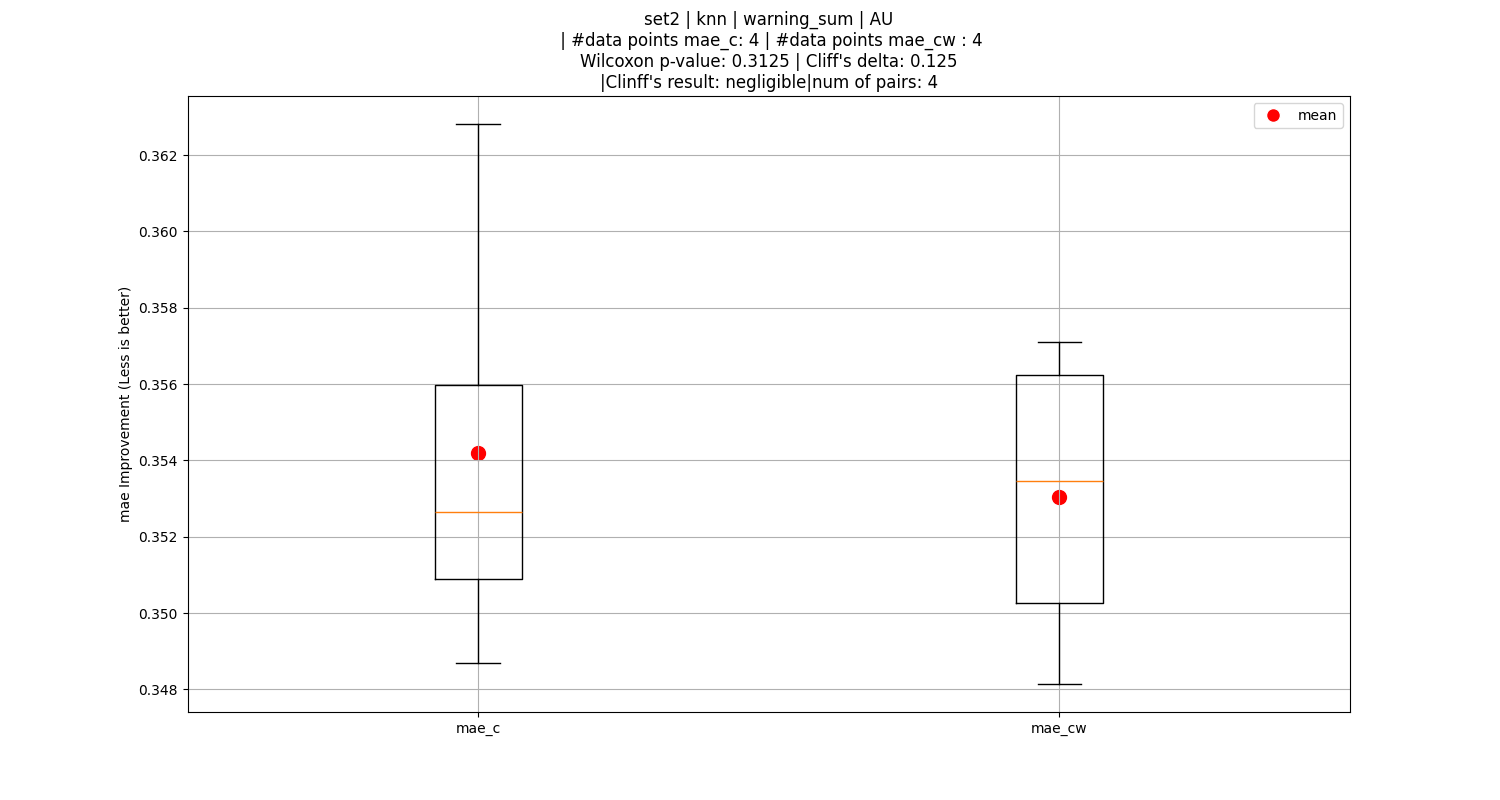 set2 | knn | warning_sum | AU
| #data points mae_c: 4 | #data points mae_cw : 4
Wilcoxon p-value: 0.3125 | Cliff's delta: 0.125
|Clinff's result: negligible|num of pairs: 4
mean
mae Improvement (Less is better)
0.362
0.360
0.358
0.356
0.354
0.352
0.350
0.348
mae_c
mae_cw